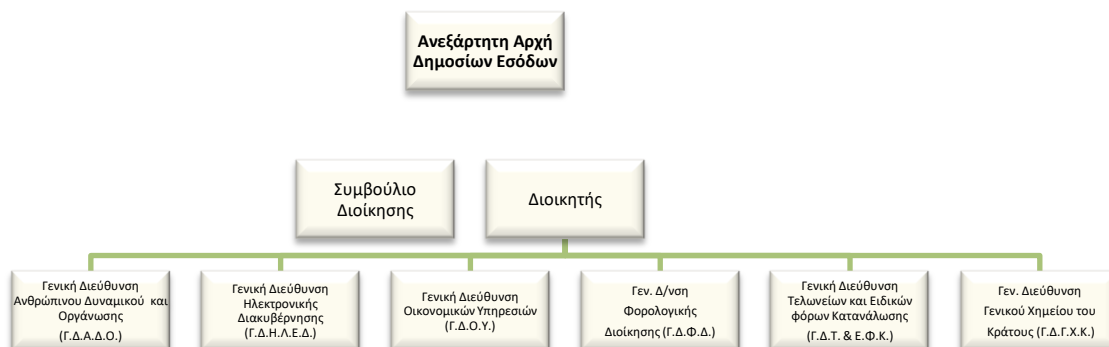 Ανεξάρτητη Αρχή
Δημοσίων Εσόδων
Συμβούλιο
Διοίκησης
Διοικητής
Γενική Διεύθυνση
Ανθρώπινου Δυναμικού και
Οργάνωσης
(Γ.Δ.Α.Δ.Ο.)
Γενική Διεύθυνση
Ηλεκτρονικής
Διακυβέρνησης
(Γ.Δ.Η.Λ.Ε.Δ.)
Γενική Διεύθυνση
Οικονομικών Υπηρεσιών
(Γ.Δ.Ο.Υ.)
Γεν. Δ/νση
Φορολογικής
Διοίκησης (Γ.Δ.Φ.Δ.)
Γενική Διεύθυνση
Τελωνείων και Ειδικών
φόρων Κατανάλωσης
(Γ.Δ.Τ. & Ε.Φ.Κ.)
Γεν. Διεύθυνση
Γενικού Χημείου του
Κράτους (Γ.Δ.Γ.Χ.Κ.)